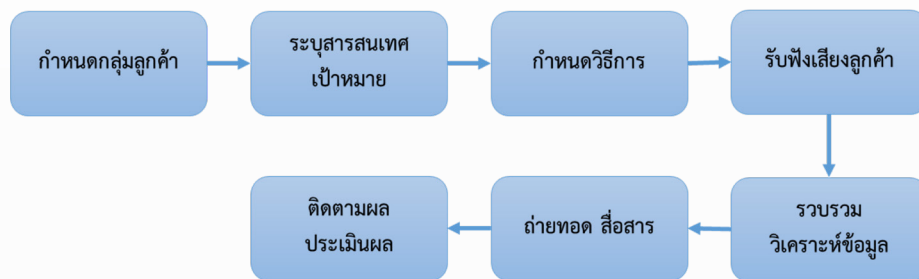 กำหนดกลุ่มลูกค้า
ระบุสารสนเทศ
เป้าหมาย
กำหนดวิธีการ
รับฟังเสียงลูกค้า
รวบรวม
วิเคราะห์ข้อมูล
ถ่ายทอด สื่อสาร
ติดตามผล
ประเมินผล